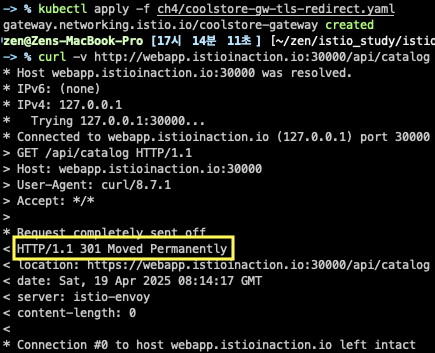 -> % kubectl apply -f ch4/coolstore-gw-tls-redirect.yaml
gateway.networking.istio.io/coolstore-gateway created
zen@Zens-MacBook-Pro [17시 14분 11초] [~/zen/istio_study/istio
-> % curl -v http://webapp.istioinaction.io:30000/api/catalog
* Host webapp.istioinaction.io:30000 was resolved.
* IPv6: (none)
* IPv4: 127.0.0.1
*   Trying 127.0.0.1:30000...
* Connected to webapp.istioinaction.io (127.0.0.1) port 30000
> GET /api/catalog HTTP/1.1
> Host: webapp.istioinaction.io:30000
> User-Agent: curl/8.7.1
> Accept: */*
>
* Request completely sent off
< HTTP/1.1 301 Moved Permanently
< location: https://webapp.istioinaction.io:30000/api/catalog
< date: Sat, 19 Apr 2025 08:14:17 GMT
< server: istio-envoy
< content-length: 0
<
* Connection #0 to host webapp.istioinaction.io left intact